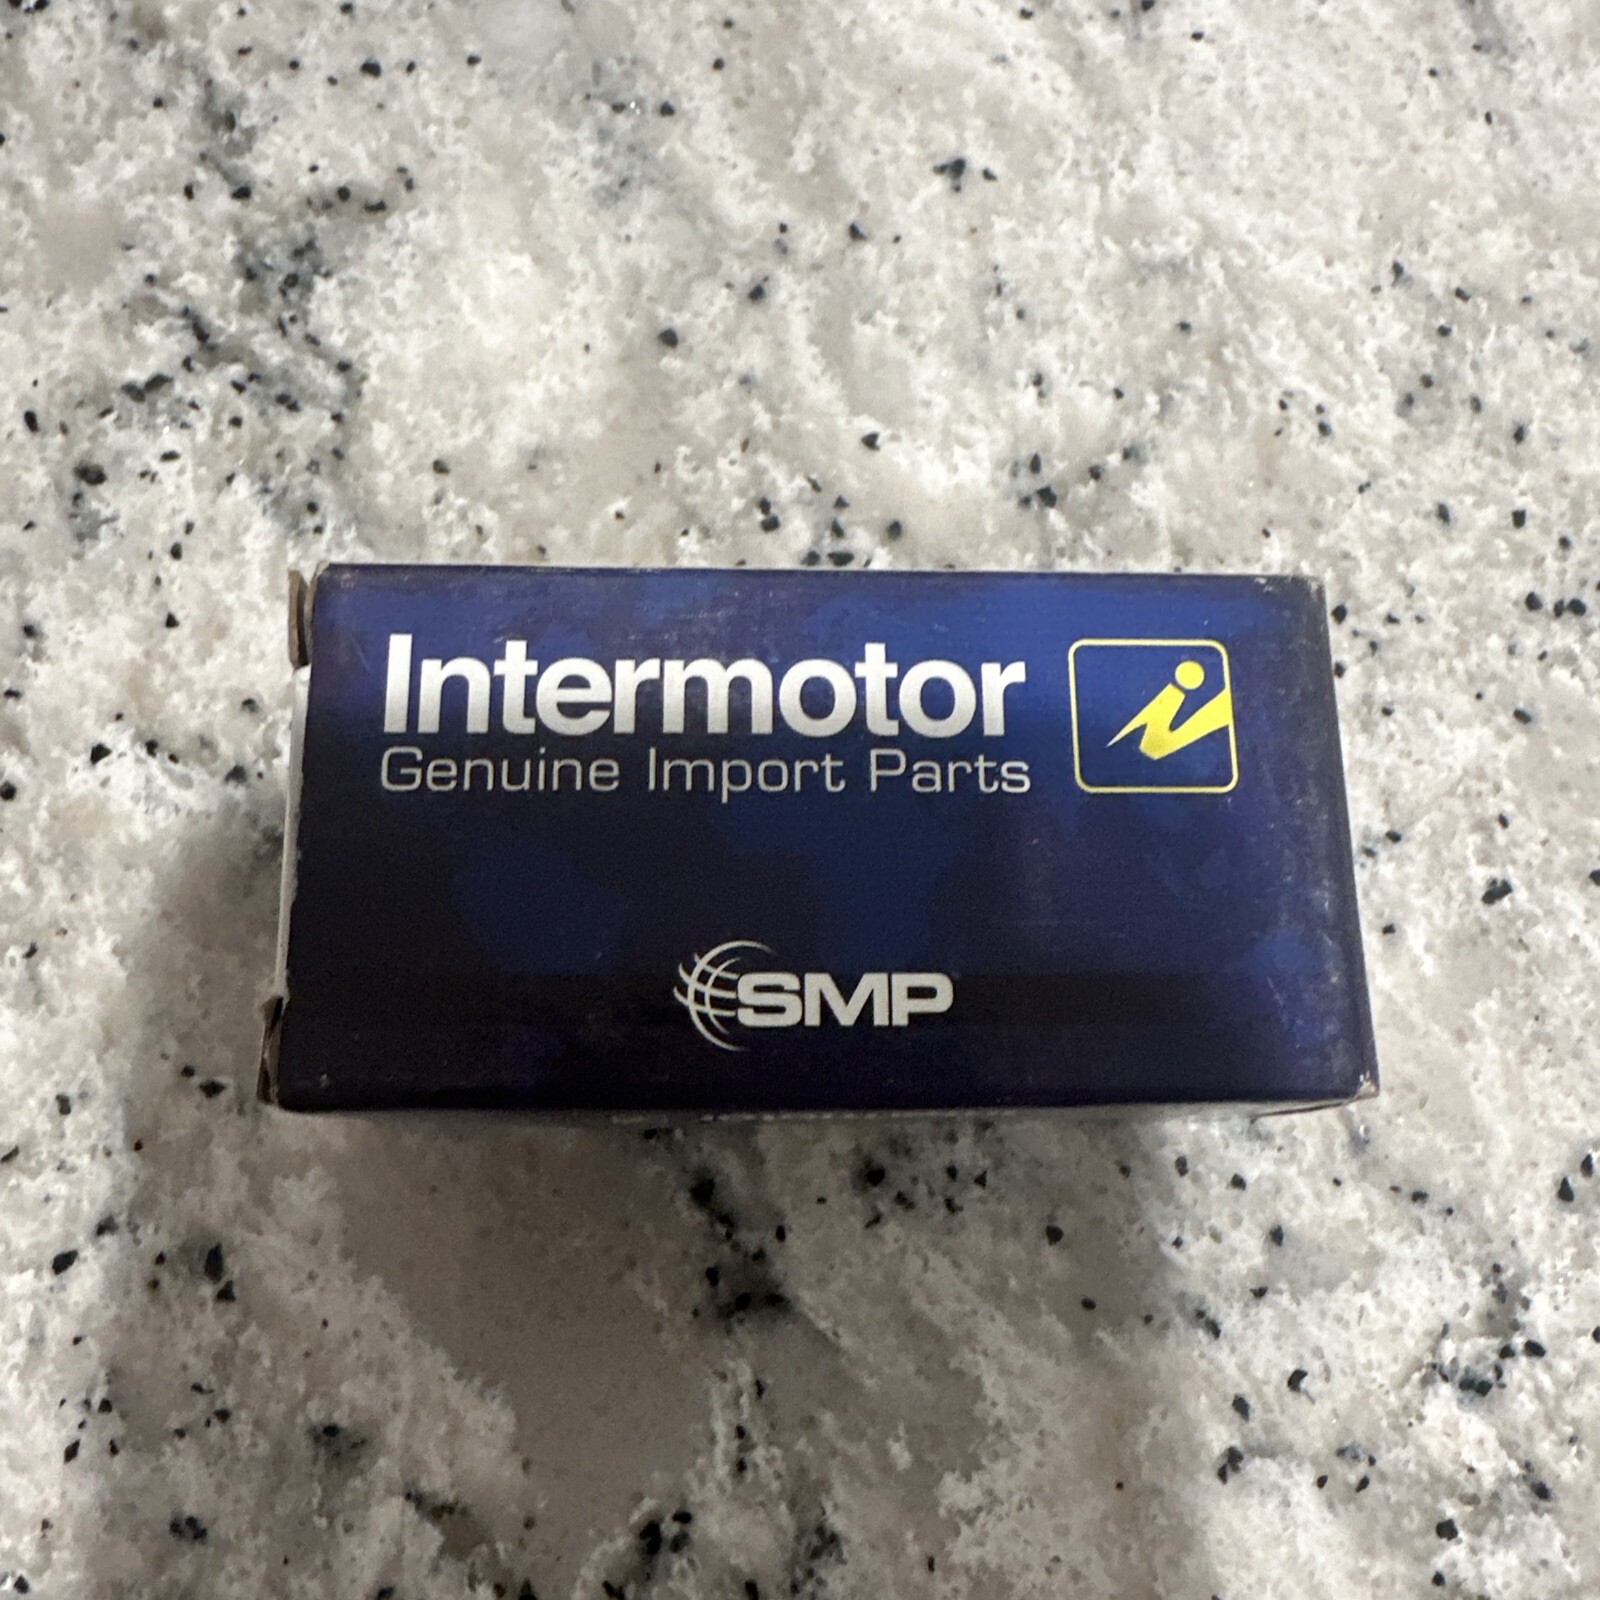 Intermotor
Genuine Import Parts
SMP